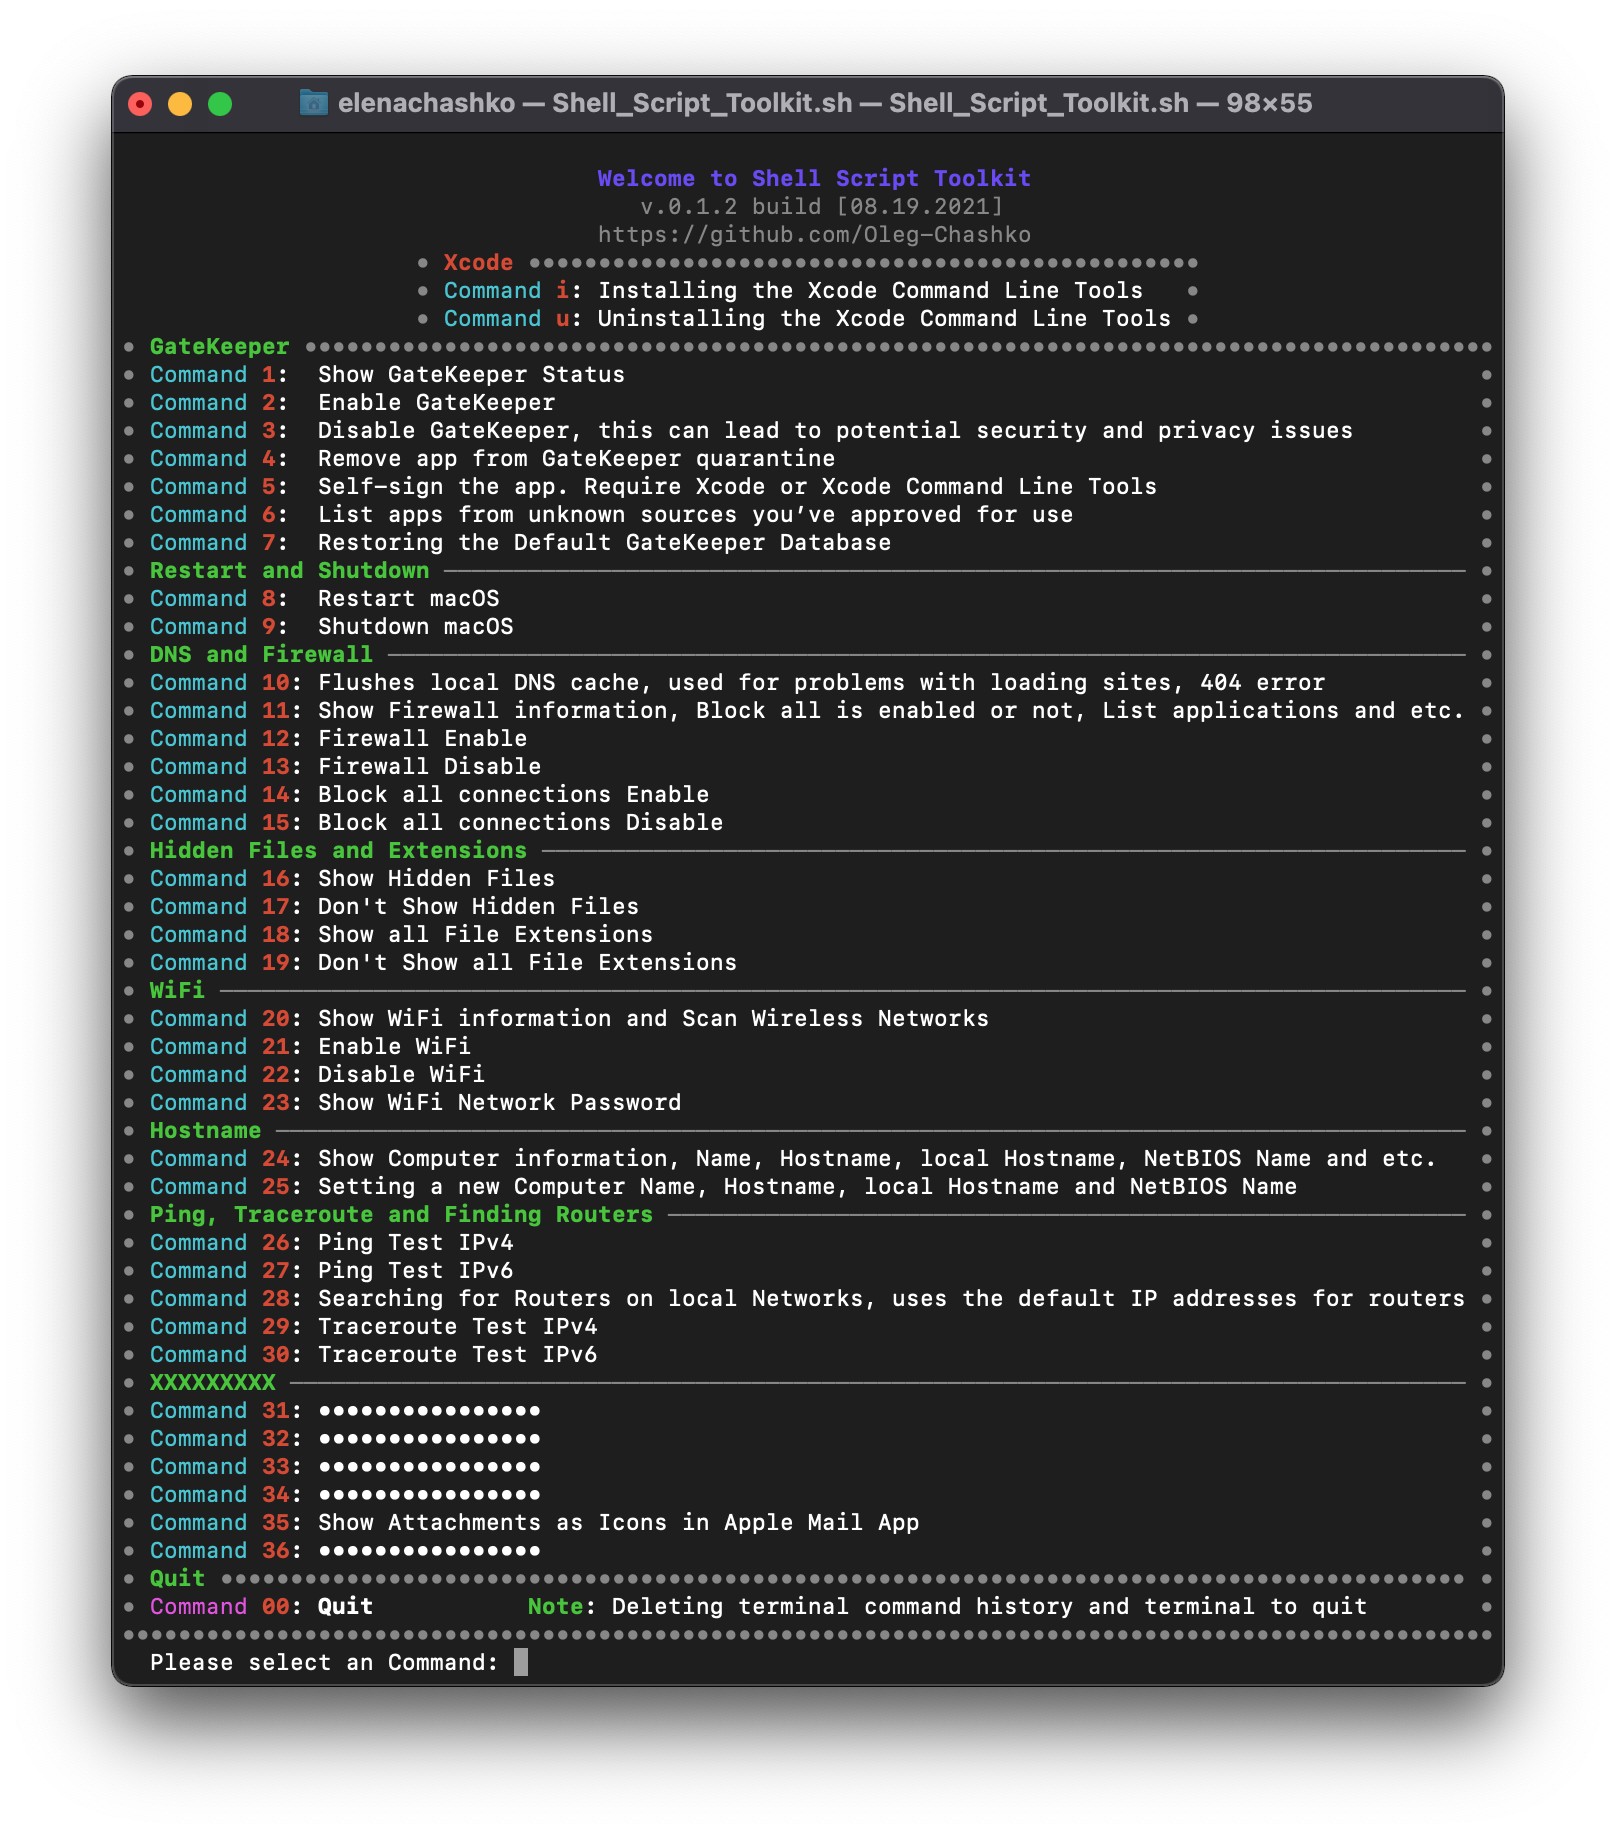 elenachashko — Shell_Script_Toolkit.sh — Shell_Script_Toolkit.sh — 98×55
Welcome to Shell Script Toolkit
v.0.1.2 build [08.19.2021]
https://github.com/Oleg-Chashko
Xcode
Command i: Installing the Xcode Command Line Tools
Command u: Uninstalling the Xcode Command Line Tools
GateKeeper
Command 1: Show GateKeeper Status
Command 2: Enable GateKeeper
Command 3: Disable GateKeeper, this can lead to potential security and privacy issues
Command 4: Remove app from GateKeeper quarantine
Command 5: Self-sign the app. Require Xcode or Xcode Command Line Tools
Command 6: List apps from unknown sources you’ve approved for use
Command 7: Restoring the Default GateKeeper Database
Restart and Shutdown
Command 8: Restart macOS
Command 9: Shutdown macOS
DNS and Firewall
Command 10: Flushes local DNS cache, used for problems with loading sites, 404 error
Command 11: Show Firewall information, Block all is enabled or not, List applications and etc.
Command 12: Firewall Enable
Command 13: Firewall Disable
Command 14: Block all connections Enable
Command 15: Block all connections Disable
Hidden Files and Extensions
Command 16: Show Hidden Files
Command 17: Don't Show Hidden Files
Command 18: Show all File Extensions
Command 19: Don't Show all File Extensions
WiFi
Command 20: Show WiFi information and Scan Wireless Networks
Command 21: Enable WiFi
Command 22: Disable WiFi
Command 23: Show WiFi Network Password
Hostname
Command 24: Show Computer information, Name, Hostname, local Hostname, NetBIOS Name and etc.
Command 25: Setting a new Computer Name, Hostname, local Hostname and NetBIOS Name
Ping, Traceroute and Finding Routers
Command 26: Ping Test IPv4
Command 27: Ping Test IPv6
Command 28: Searching for Routers on local Networks, uses the default IP addresses for routers
Command 29: Traceroute Test IPv4
Command 30: Traceroute Test IPv6
XXXXXXXXX
Command 31: ••••••••••••••••
Command 32: ••••••••••••••••
Command 33: ••••••••••••••••
Command 34: ••••••••••••••••
Command 35: Show Attachments as Icons in Apple Mail App
Command 36: ••••••••••••••••
Quit
Command 00: Quit Note: Deleting terminal command history and terminal to quit
Please select an Command: